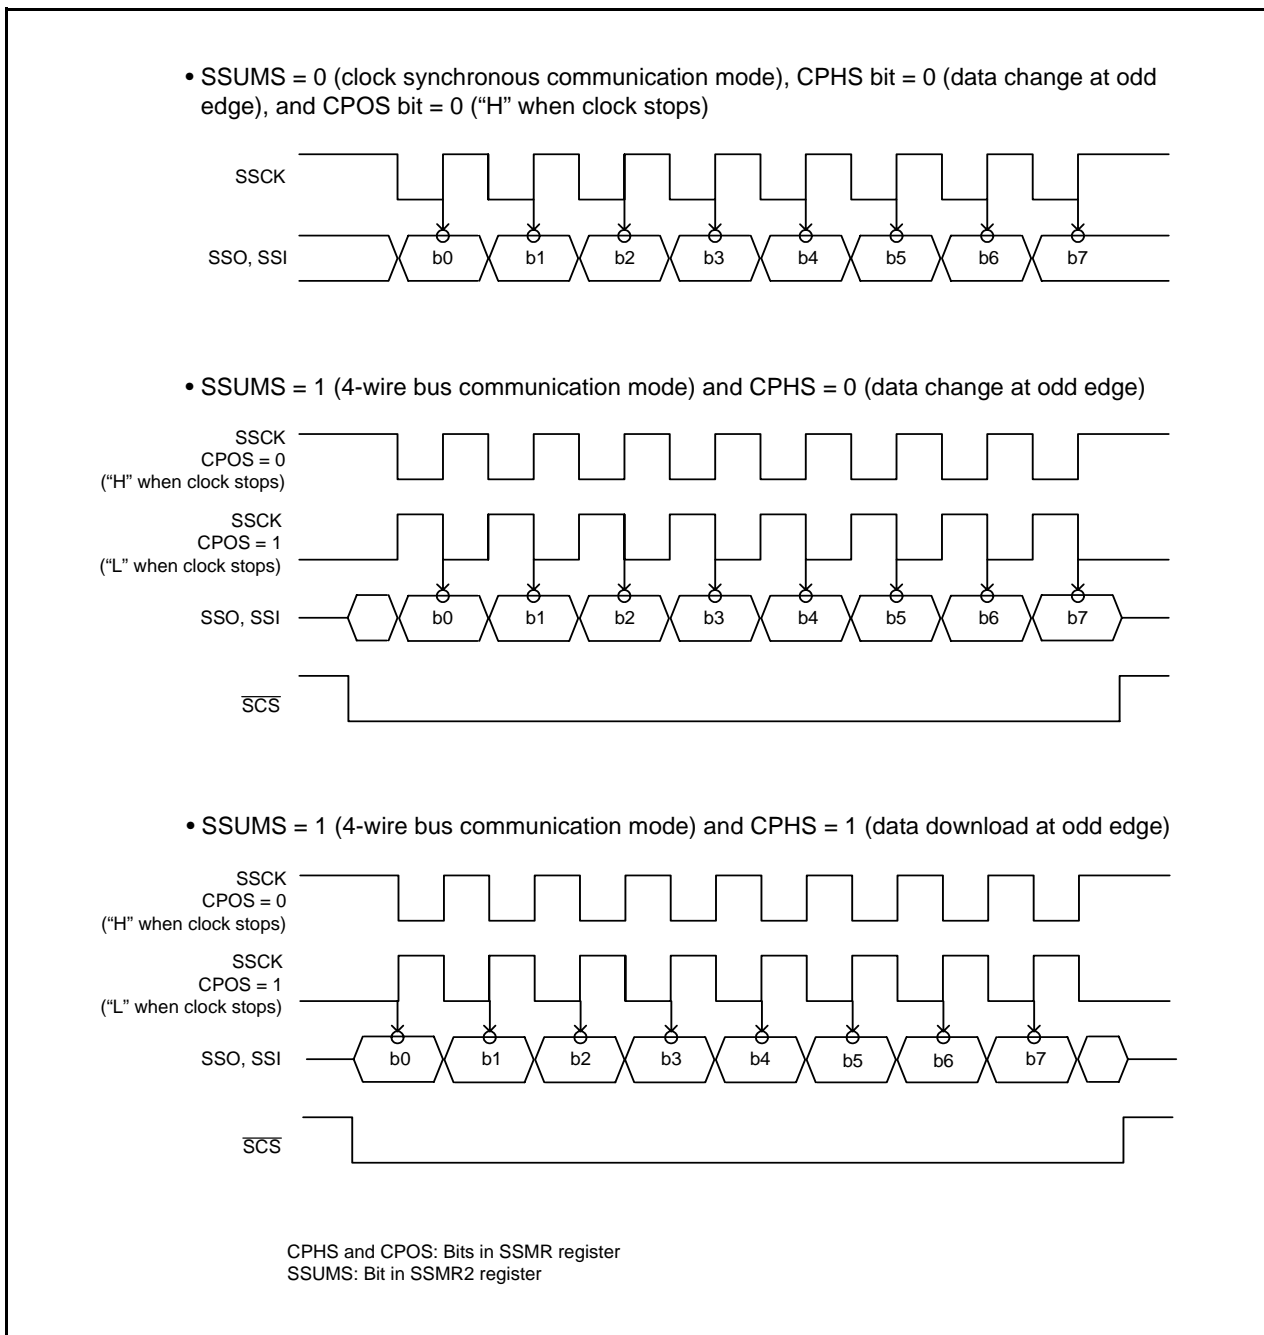 • SSUMS = 0 (clock synchronous communication mode), CPHS bit = 0 (data change at odd
edge), and CPOS bit = 0 (“H” when clock stops)
SSCK
SSO, SSI
b0 b1 b2 b3 b4 b5 b6 b7
• SSUMS = 1 (4-wire bus communication mode) and CPHS = 0 (data change at odd edge)
SSCK
CPOS = 0
(“H” when clock stops)
SSCK
CPOS = 1
(“L” when clock stops)
SSO, SSI
b0 b1 b2 b3 b4 b5 b6 b7
SCS
• SSUMS = 1 (4-wire bus communication mode) and CPHS = 1 (data download at odd edge)
SSCK
CPOS = 0
(“H” when clock stops)
SSCK
CPOS = 1
(“L” when clock stops)
SSO, SSI
b0 b1 b2 b3 b4 b5 b6 b7
SCS
CPHS and CPOS: Bits in SSMR register
SSUMS: Bit in SSMR2 register